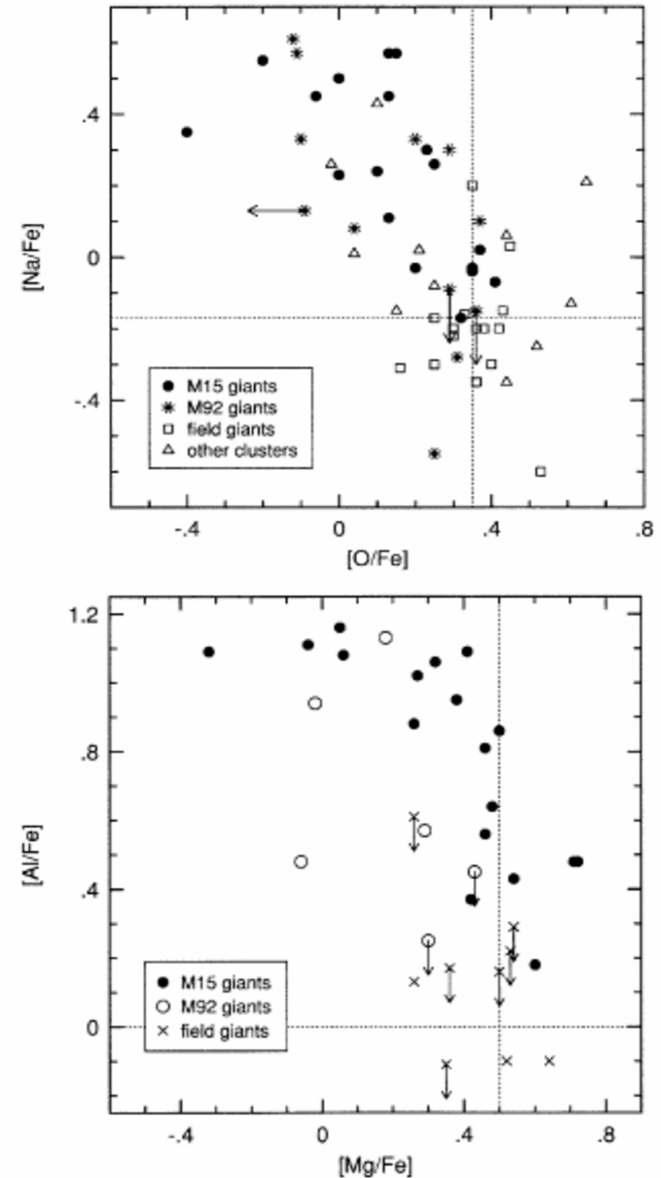 .4
0
-.4
[Na/Fe]
M15 giants
M92 giants
field giants
other clusters
-.4
0
.4
.8
[O/Fe]
1.2
.8
.4
0
[Al/Fe]
M15 giants
M92 giants
field giants
-.4
0
.4
.8
[Mg/Fe]